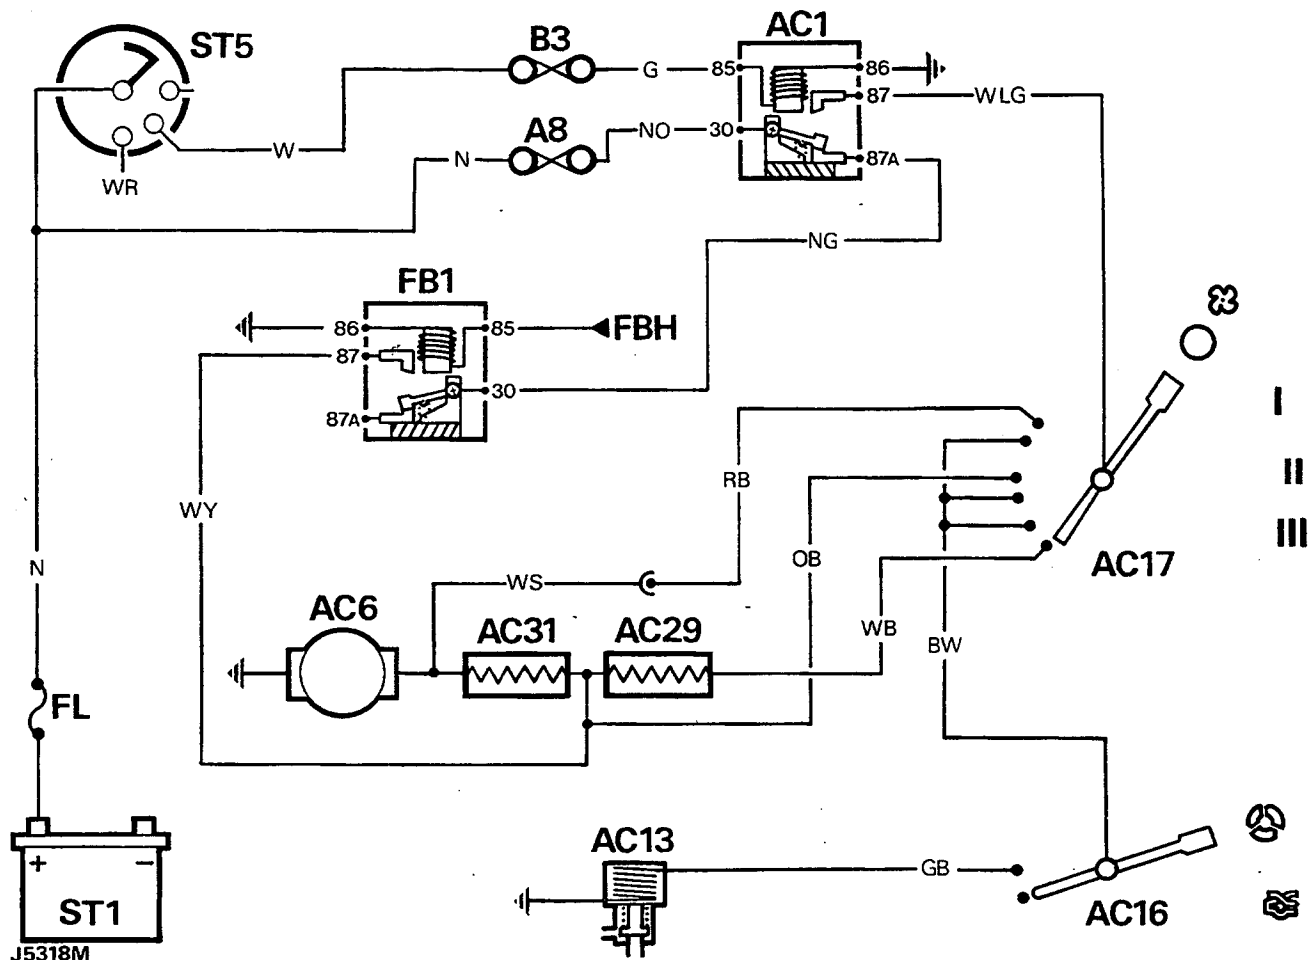 ST5
B3
AC1
G
85
86
87
WLG
W
A8
N
NO
30
87A
WR
NG
FB1
86
85
FBH
87
30
87A
I
RB
II
WY
III
OB
AC17
N
WS
AC6
AC31
AC29
WB
BW
FL
AC13
GB
+
–
ST1
AC16
J5318M